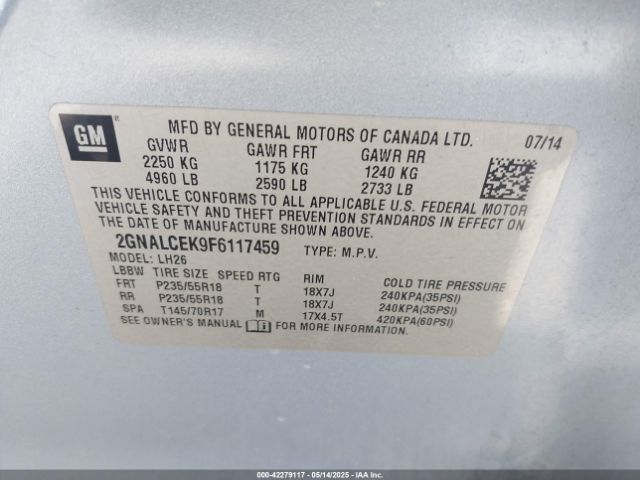 GM
MFD BY GENERAL MOTORS OF CANADA LTD. 07/14
GVWR GAWR FRT GAWR RR
2250 KG 1175 KG 1240 KG
4960 LB 2590 LB 2733 LB
THIS VEHICLE CONFORMS TO ALL APPLICABLE U.S. FEDERAL MOTOR
VEHICLE SAFETY AND THEFT PREVENTION STANDARDS IN EFFECT ON
THE DATE OF MANUFACTURE SHOWN ABOVE.
2GNALCEK9F6117459 TYPE: M.P.V.
MODEL: LH26
LBBW TIRE SIZE SPEED RTG RIM COLD TIRE PRESSURE
FRT P235/55R18 T 18X7J 240KPA(35PSI)
RR P235/55R18 T 18X7J 240KPA(35PSI)
SPA T145/70R17 M 17X4.5T 420KPA(60PSI)
SEE OWNER'S MANUAL FOR MORE INFORMATION.
000-42279117 - 05/14/2025 - IAAI.COM